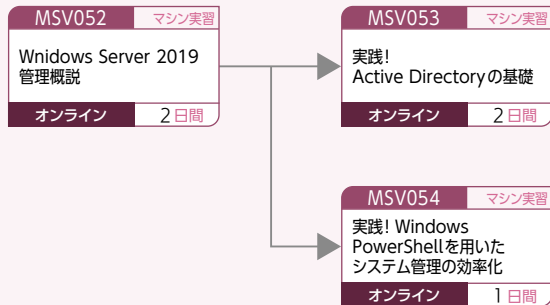 MSV052 マシン実習
Wnidows Server 2019
管理概説
オンライン 2日間
MSV053 マシン実習
実践!
Active Directoryの基礎
オンライン 2日間
MSV054 マシン実習
実践! Windows
PowerShellを用いた
システム管理の効率化
オンライン 1日間